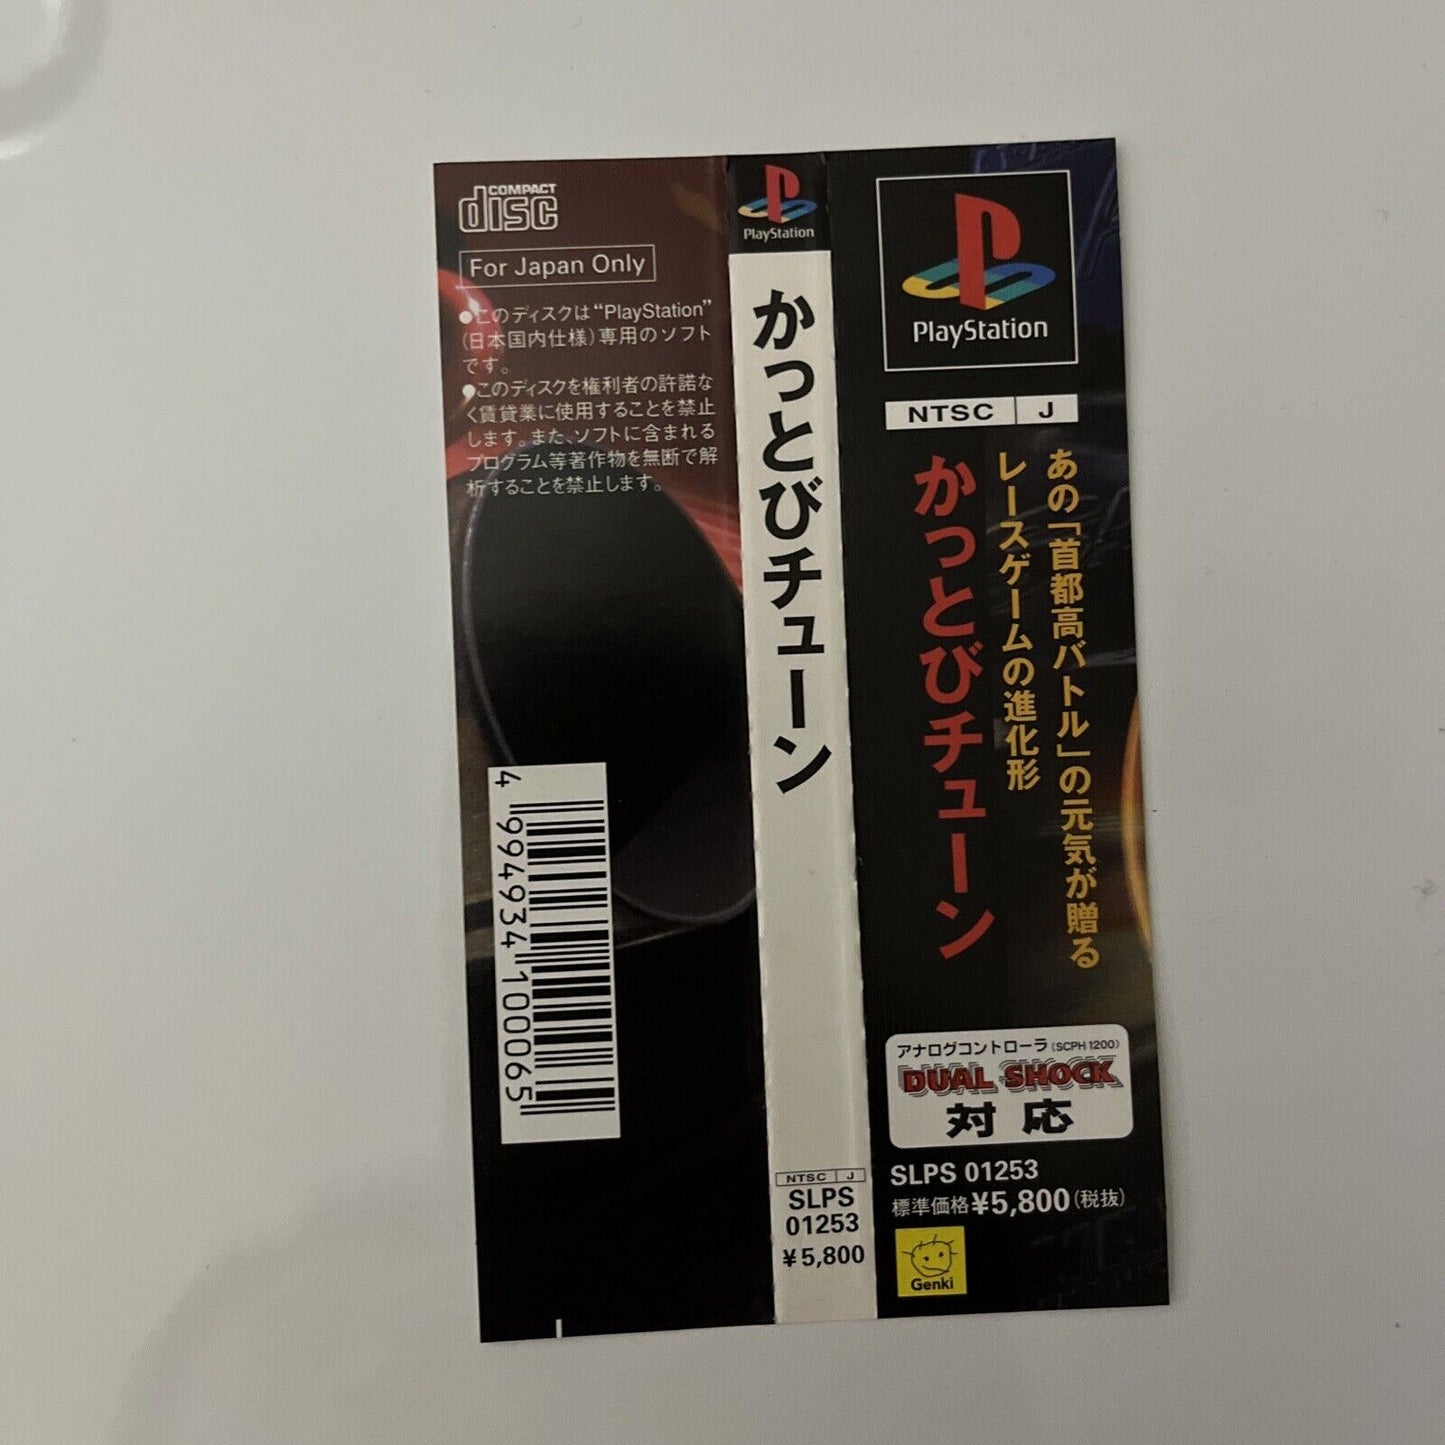 COMPACT
disc
For Japan Only
●このディスクは“PlayStation”
(日本国内仕様)専用のソフト
です。
●このディスクを権利者の許諾な
く賃貸業に使用することを禁止
します。また、ソフトに含まれる
プログラム等著作物を無断で解
析することを禁止します。
4 994934 100065
PlayStation
かっとびチューン
NTSC J
SLPS
01253
¥5,800
PlayStation
NTSC J
あの「首都高バトル」の元気が贈る
レースゲームの進化形
かっとびチューン
アナログコントローラ(SCPH 1200)
DUAL SHOCK
対応
SLPS 01253
標準価格¥5,800(税抜)
Genki